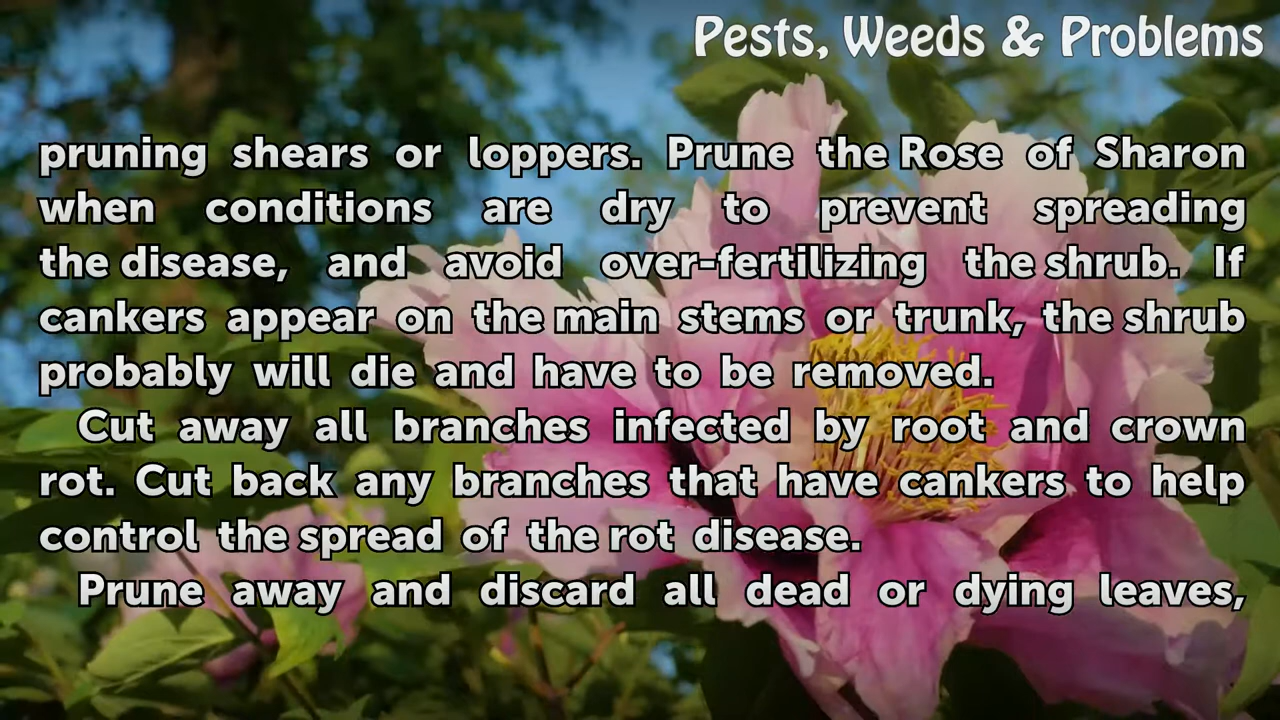 Pests, Weeds & Problems
pruning shears or loppers. Prune the Rose of Sharon
when conditions are dry to prevent spreading
the disease, and avoid over-fertilizing the shrub. If
cankers appear on the main stems or trunk, the shrub
probably will die and have to be removed.
Cut away all branches infected by root and crown
rot. Cut back any branches that have cankers to help
control the spread of the rot disease.
Prune away and discard all dead or dying leaves,